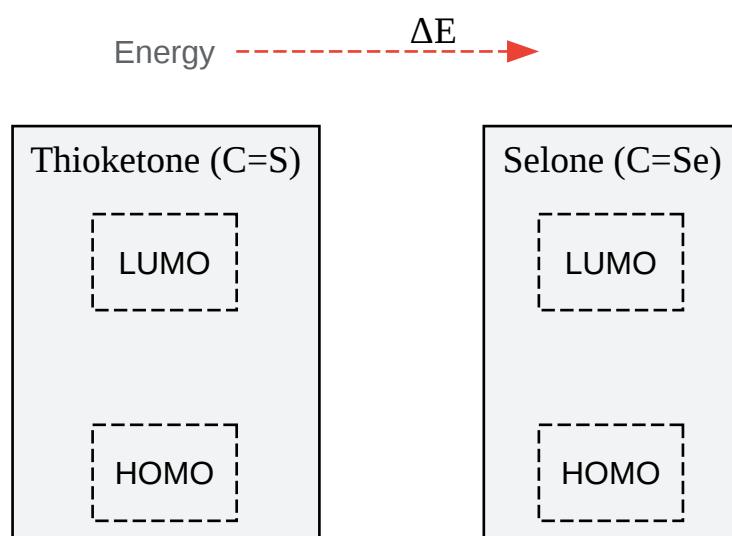 Energy
ΔE
Thioketone (C=S)
Selone (C=Se)
LUMO
LUMO
HOMO
HOMO